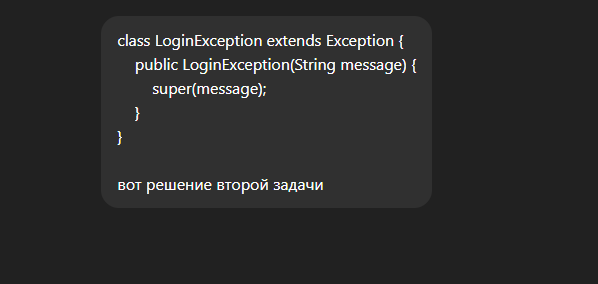 class LoginException extends Exception {
    public LoginException(String message) {
        super(message);
    }
}

вот решение второй задачи